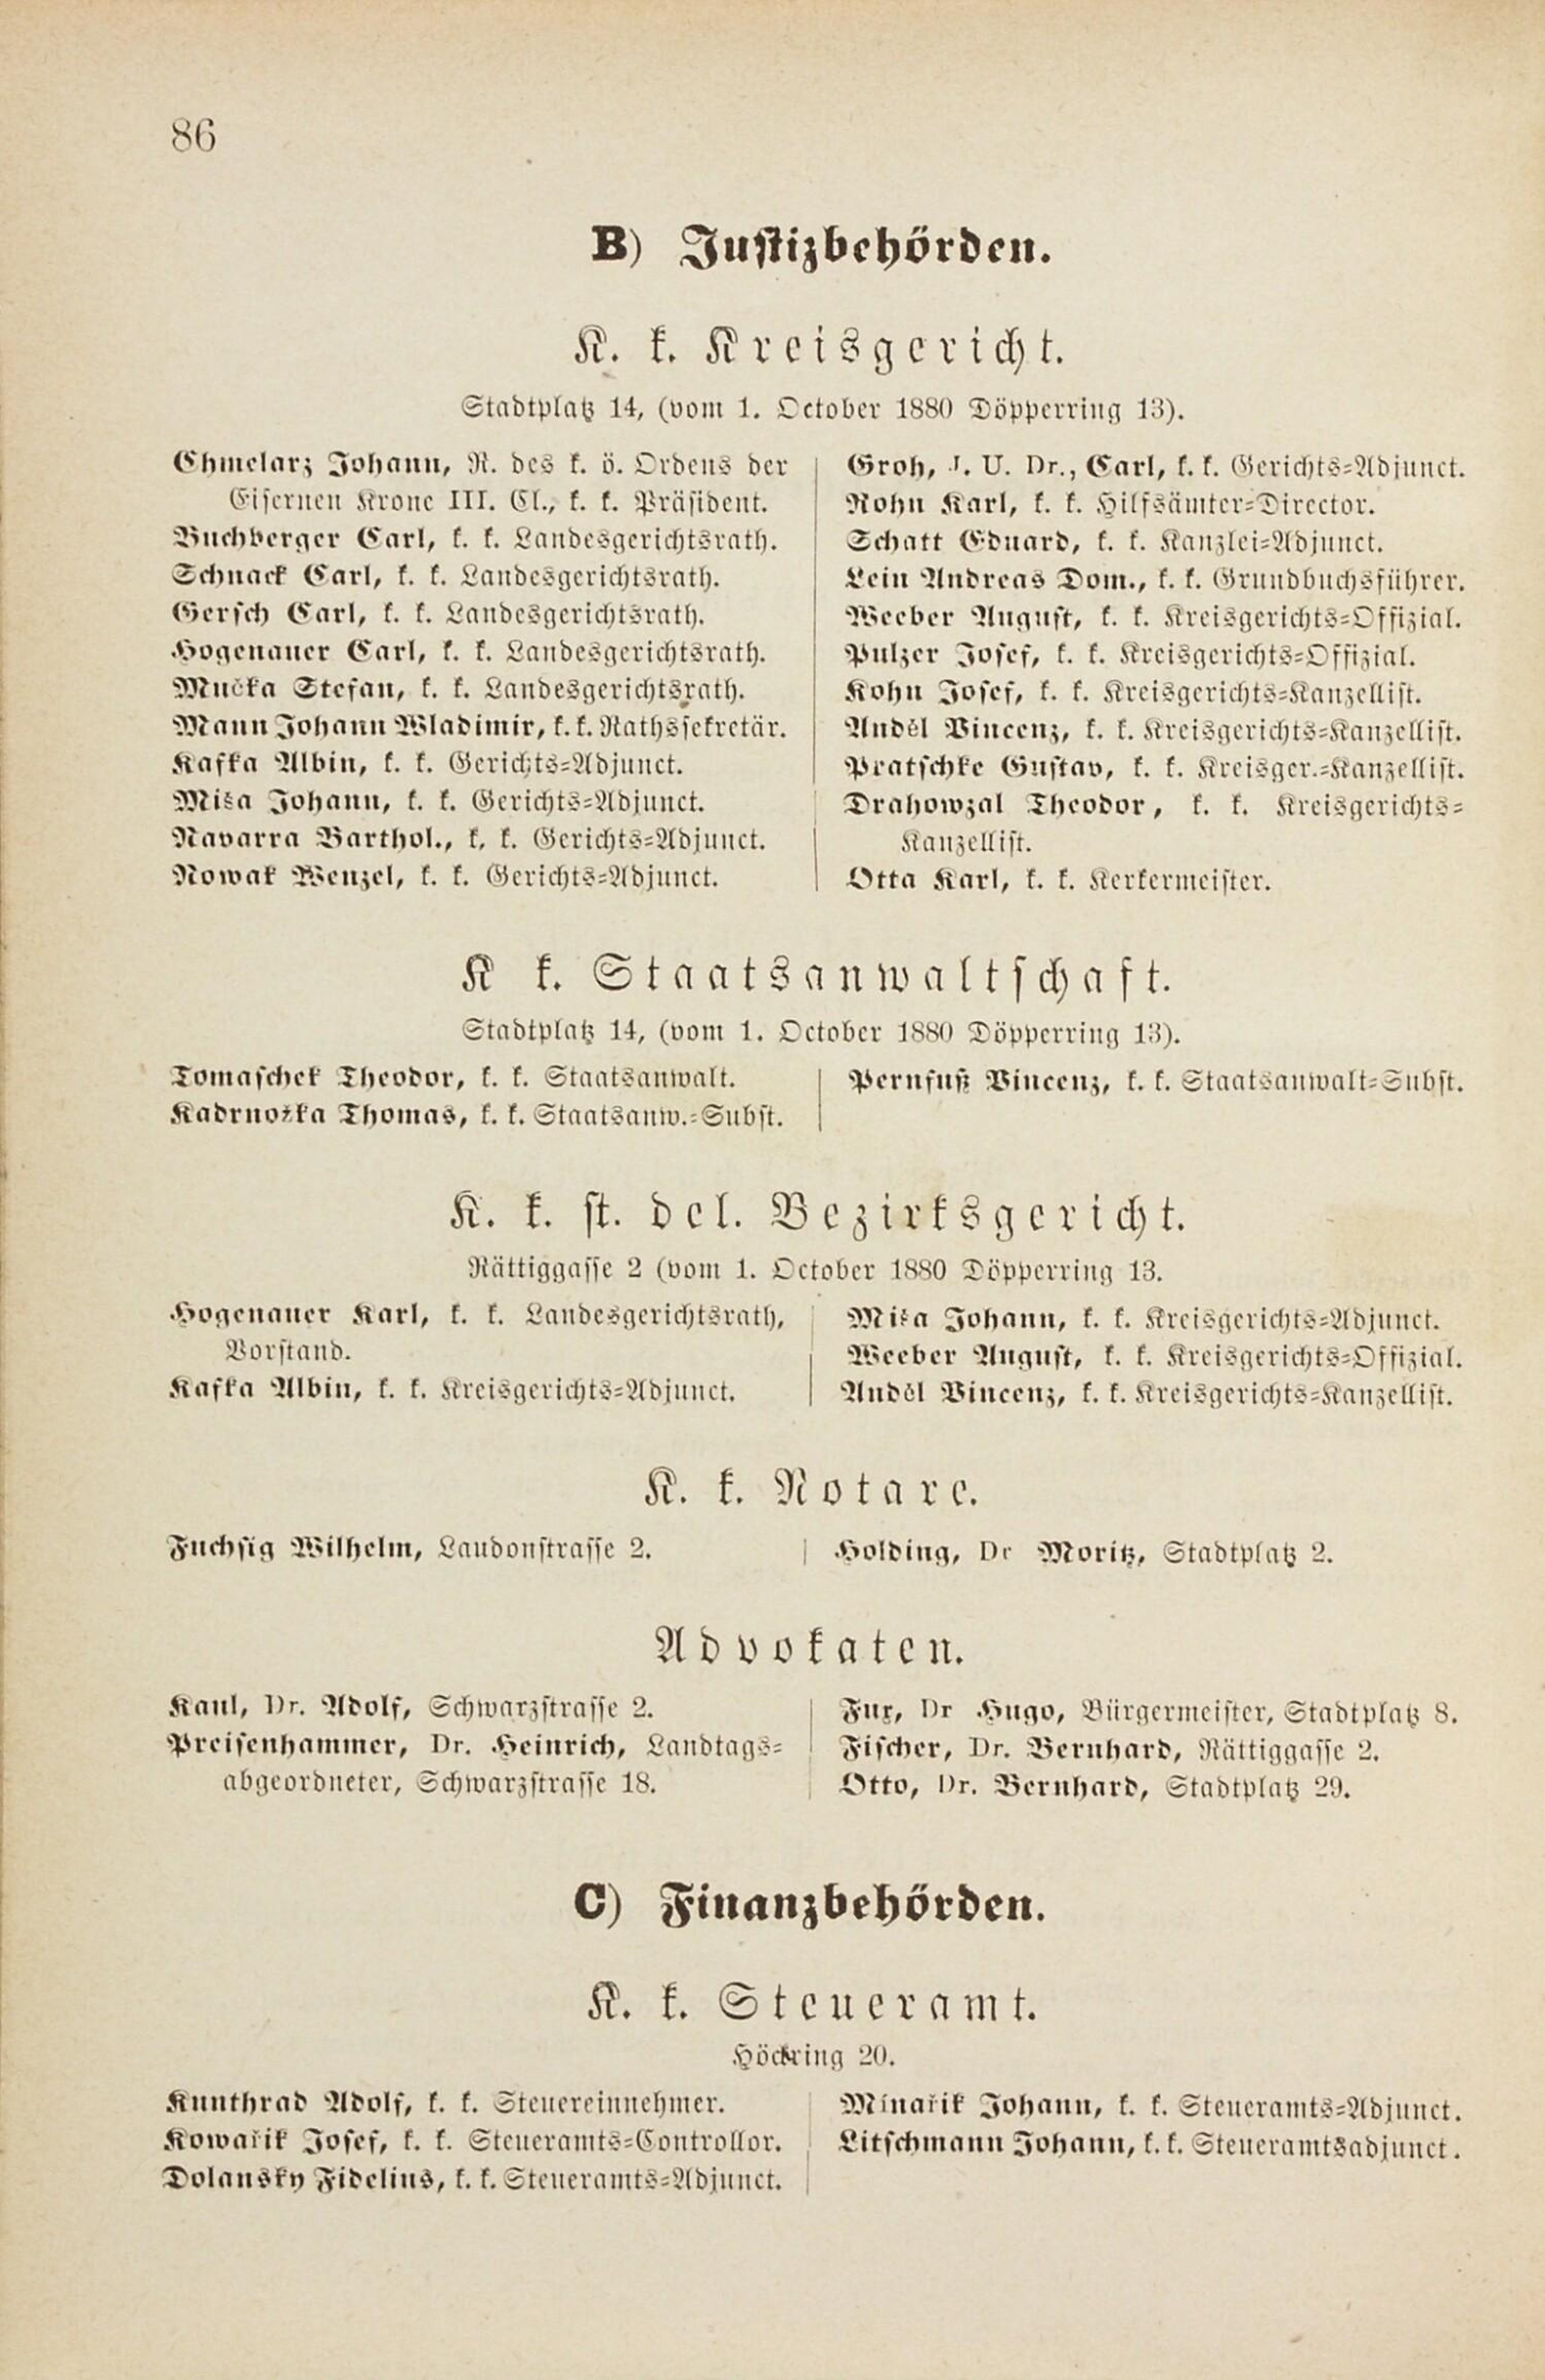 86
B) Justizbehörden.
K. k. Kreisgericht.
Stadtplatz 14, (vom 1. October 1880 Döpperring 13).
Chmelarz Johann, R. des k. ö. Ordens der
Eisernen Krone III. Cl., k. k. Präsident.
Buchberger Carl, k. k. Landesgerichtsrath.
Schnack Carl, k. k. Landesgerichtsrath.
Gersch Carl, k. k. Landesgerichtsrath.
Hogenauer Carl, k. k. Landesgerichtsrath.
Mučka Stefan, k. k. Landesgerichtsrath.
Mann Johann Wladimir, k. k. Rathssekretär.
Kafka Albin, k. k. Gerichts-Adjunct.
Miša Johann, k. k. Gerichts-Adjunct.
Navarra Barthol., k. k. Gerichts-Adjunct.
Nowak Wenzel, k. k. Gerichts-Adjunct.
Groh, J. U. Dr., Carl, k. k. Gerichts-Adjunct.
Rohn Karl, k. k. Hilfsämter-Director.
Schatt Eduard, k. k. Kanzlei-Adjunct.
Lein Andreas Dom., k. k. Grundbuchsführer.
Weeber August, k. k. Kreisgerichts-Offizial.
Pulzer Josef, k. k. Kreisgerichts-Offizial.
Kohn Josef, k. k. Kreisgerichts-Kanzellist.
Anděl Vincenz, k. k. Kreisgerichts-Kanzellist.
Pratschke Gustav, k. k. Kreisger.-Kanzellist.
Drahowzal Theodor, k. k. Kreisgerichts-
Kanzellist.
Otta Karl, k. k. Kerkermeister.
K k. Staatsanwaltschaft.
Stadtplatz 14, (vom 1. October 1880 Döpperring 13).
Tomaschek Theodor, k. k. Staatsanwalt.
Kadrnožka Thomas, k. k. Staatsanw.-Subst.
Pernfuß Vincenz, k. k. Staatsanwalt-Subst.
K. k. st. del. Bezirksgericht.
Rättiggasse 2 (vom 1. October 1880 Döpperring 13.
Hogenauer Karl, k. k. Landesgerichtsrath,
Vorstand.
Kafka Albin, k. k. Kreisgerichts-Adjunct.
Miša Johann, k. k. Kreisgerichts-Adjunct.
Weeber August, k. k. Kreisgerichts-Offizial.
Anděl Vincenz, k. k. Kreisgerichts-Kanzellist.
K. k. Notare.
Fuchsig Wilhelm, Laudonstrasse 2.
Holding, Dr Moritz, Stadtplatz 2.
Advokaten.
Kaul, Dr. Adolf, Schwarzstrasse 2.
Preisenhammer, Dr. Heinrich, Landtags-
abgeordneter, Schwarzstrasse 18.
Fux, Dr Hugo, Bürgermeister, Stadtplatz 8.
Fischer, Dr. Bernhard, Rättiggasse 2.
Otto, Dr. Bernhard, Stadtplatz 29.
C) Finanzbehörden.
K. k. Steueramt.
Höckring 20.
Kunthrad Adolf, k. k. Steuereinnehmer.
Kowařik Josef, k. k. Steueramts-Controllor.
Dolansky Fidelius, k. k. Steueramts-Adjunct.
Minařik Johann, k. k. Steueramts-Adjunct.
Litschmann Johann, k. k. Steueramtsadjunct.